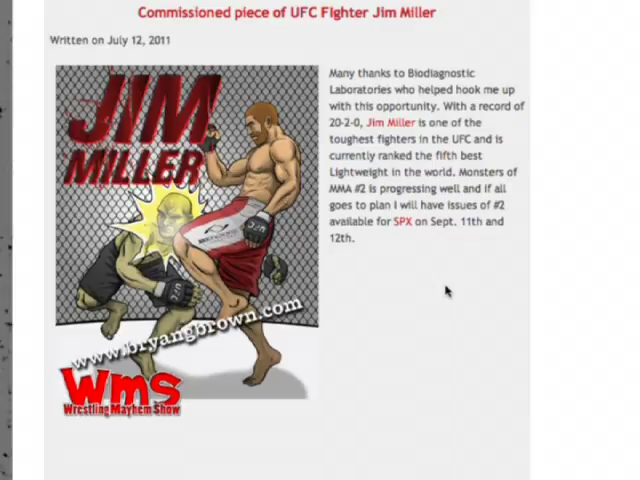 Commissioned piece of UFC Fighter Jim Miller
Written on July 12, 2011
JIM
MILLER
Many thanks to Biodiagnostic
Laboratories who helped hook me up
with this opportunity. With a record of
20-2-0, Jim Miller is one of the
toughest fighters in the UFC and is
currently ranked the fifth best
Lightweight in the world. Monsters of
MMA #2 is progressing well and if all
goes to plan I will have issues of #2
available for SPX on Sept. 11th and
12th.
www.bryangbrown.com
Wms
Wrestling Mayhem Show